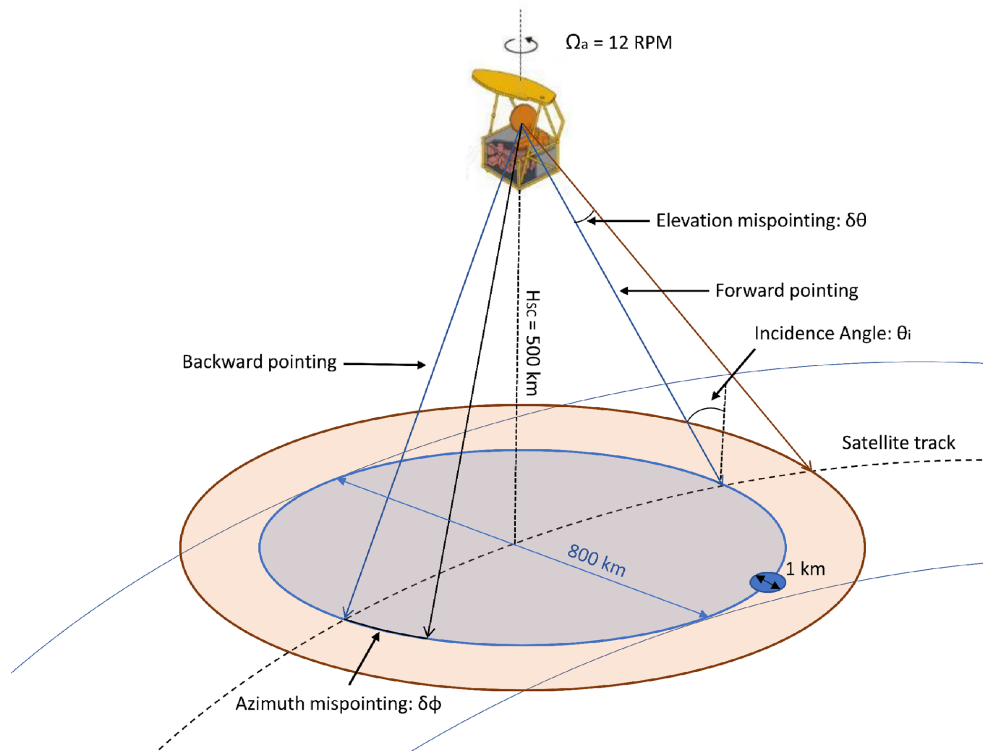 Ωa = 12 RPM
Elevation mispointing: δθ
Forward pointing
Hsc = 500 km
Incidence Angle: θi
Backward pointing
Satellite track
800 km
1 km
Azimuth mispointing: δϕ